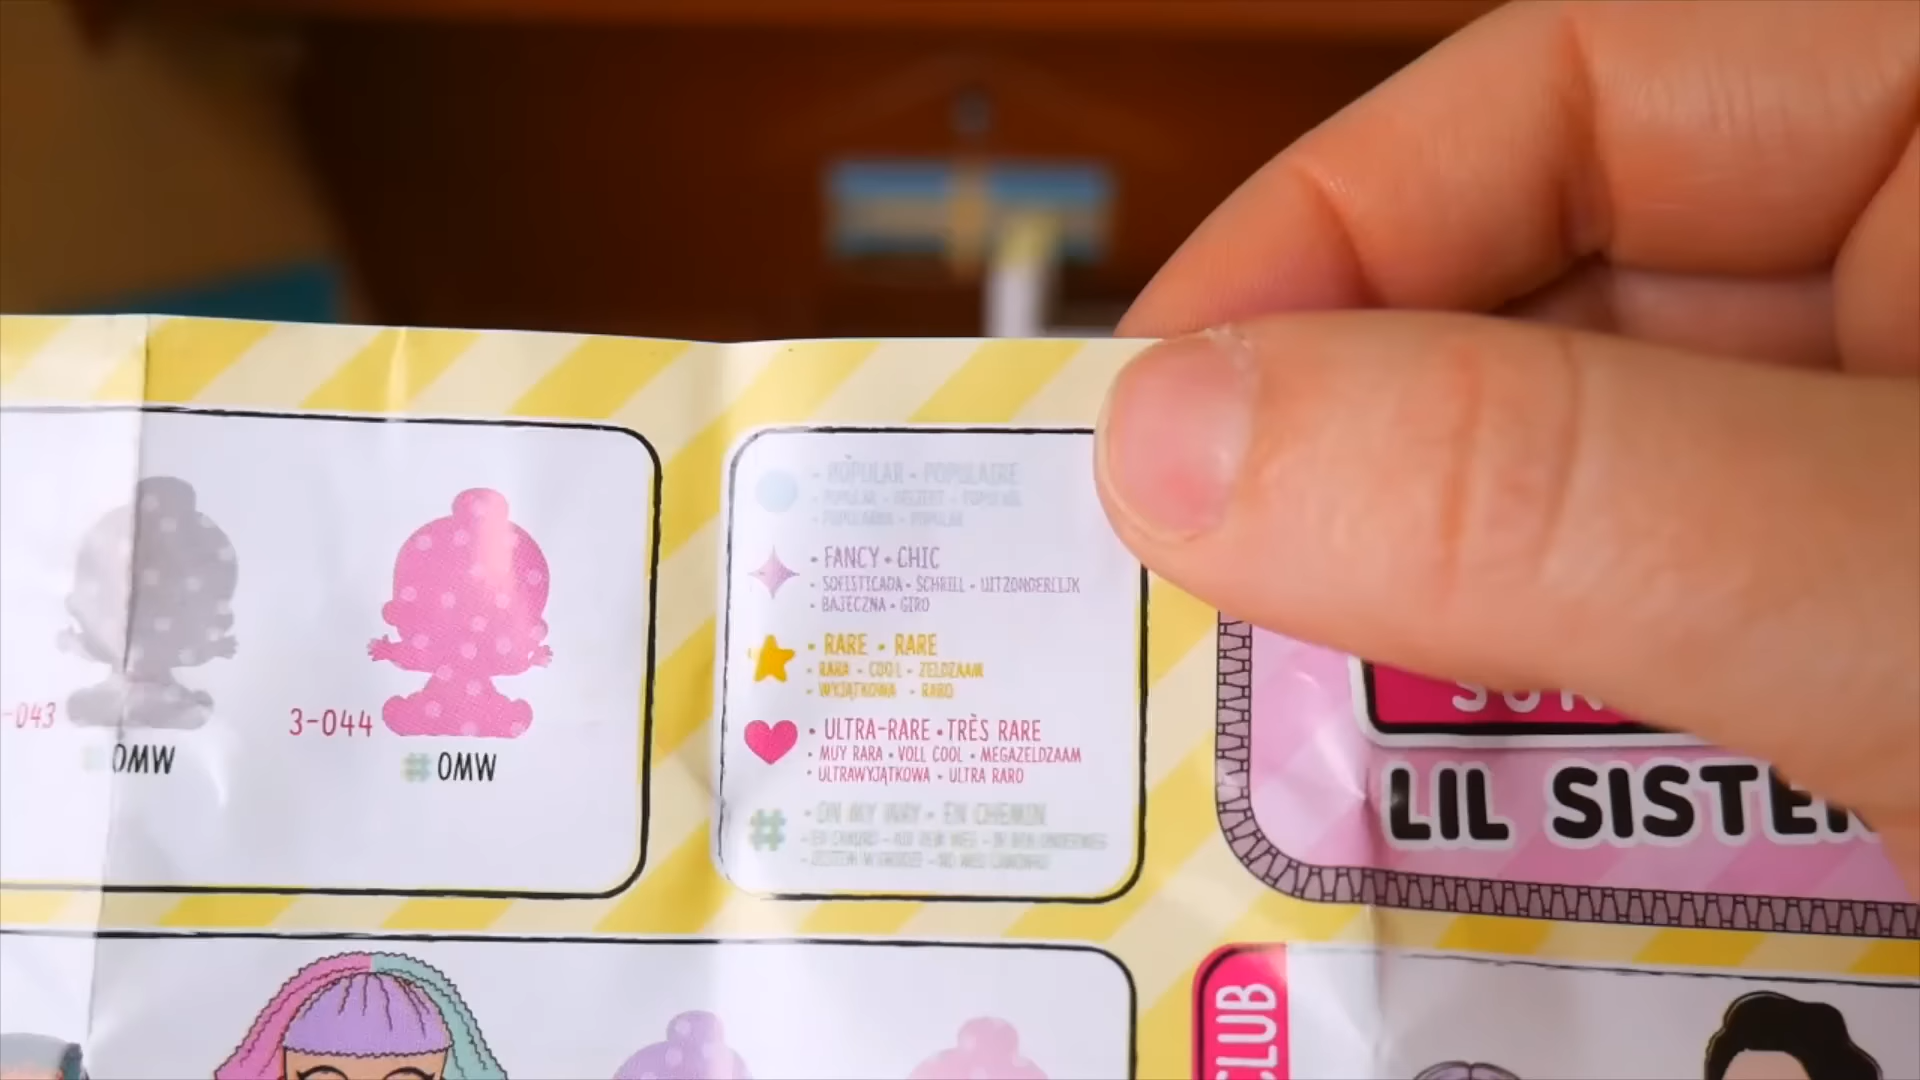 -043
OMW
3-044
# OMW
• POPULAR • POPULAIRE
• FANCY • CHIC
• SOFISTICADA • SCHRILL • UITZONDERLIJK
• BAJECZNA • GIRO
• RARE • RARE
• RARA • COOL • ZELDZAAM
• WYJĄTKOWA • RARO
• ULTRA-RARE • TRÈS RARE
• MUY RARA • VOLL COOL • MEGAZELDZAAM
• ULTRAWYJĄTKOWA • ULTRA RARO
# • ON MY WAY • EN CHEMIN
LIL SISTER
CLUB